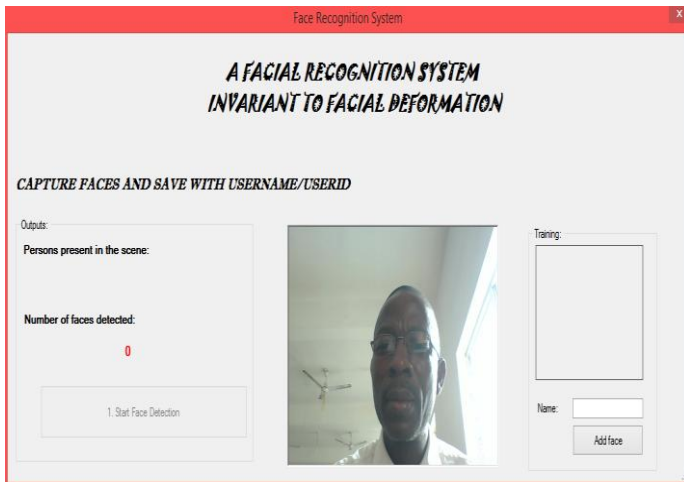 Face Recognition System
x
A FACIAL RECOGNITION SYSTEM
INVARIANT TO FACIAL DEFORMATION
CAPTURE FACES AND SAVE WITH USERNAME/USERID
Outputs:
Persons present in the scene:
Number of faces detected:
0
1. Start Face Detection
Training:
Name:
Add face